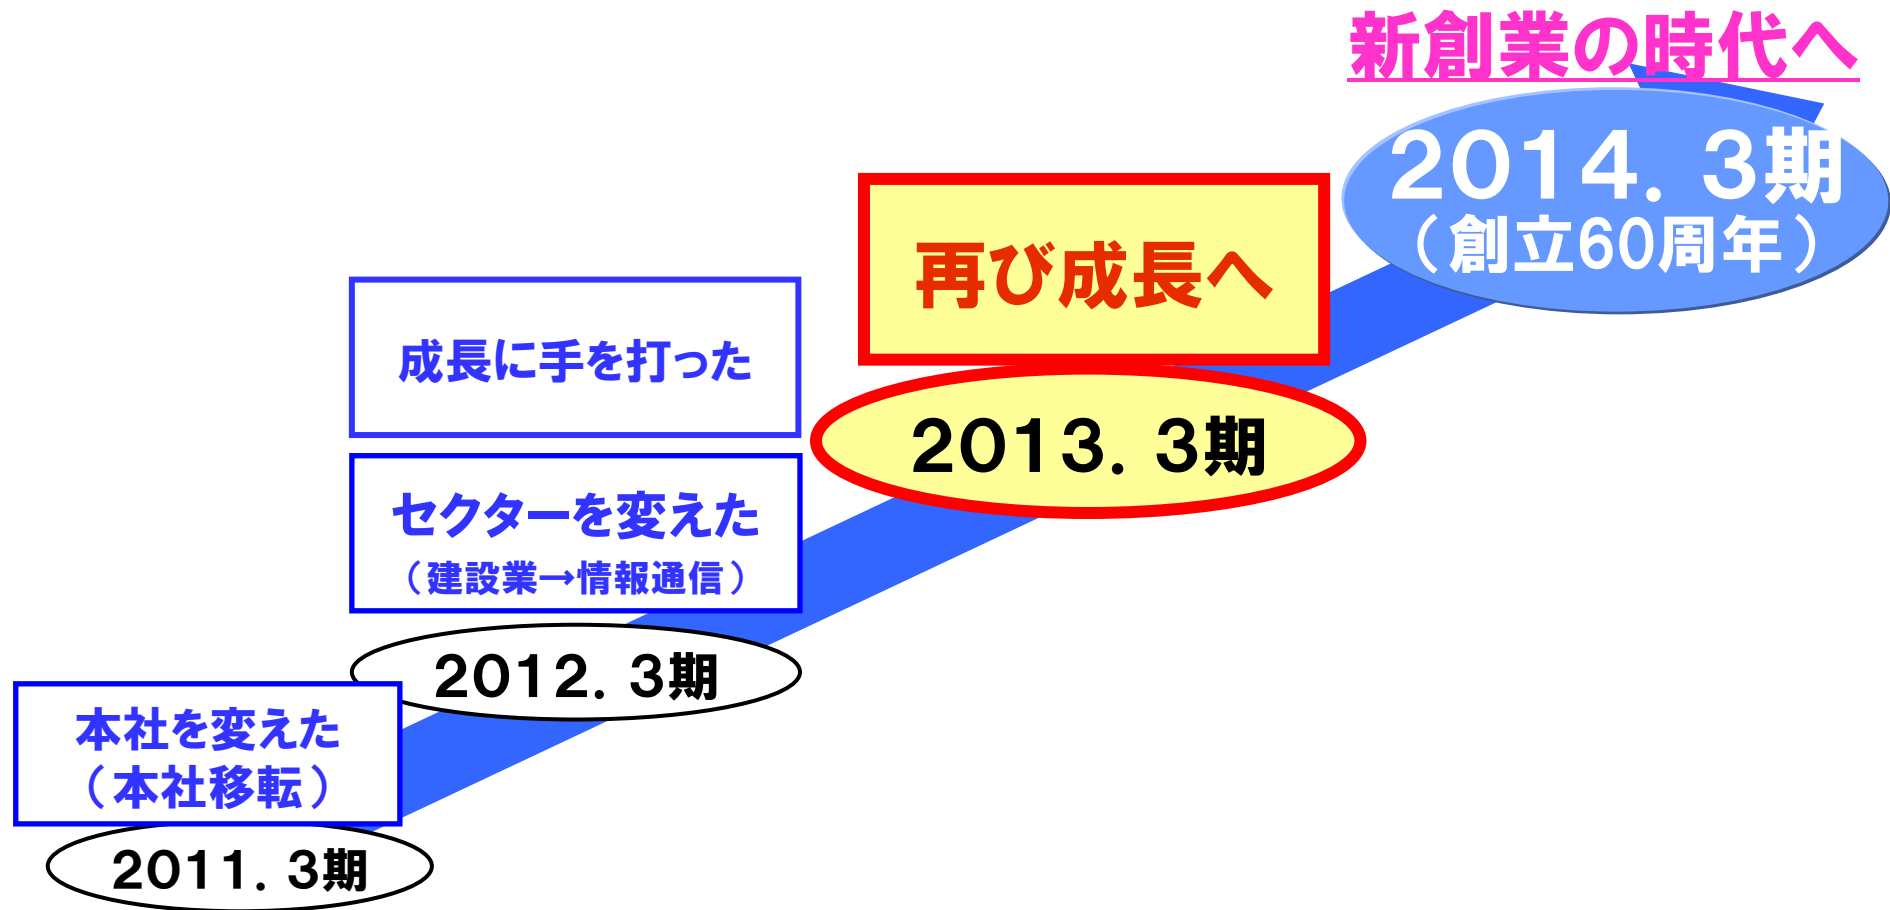 新創業の時代へ
２０１４．３期
（創立60周年）
再び成長へ
２０１３．３期
成長に手を打った
セクターを変えた
（建設業→情報通信）
２０１２．３期
本社を変えた
（本社移転）
２０１１．３期